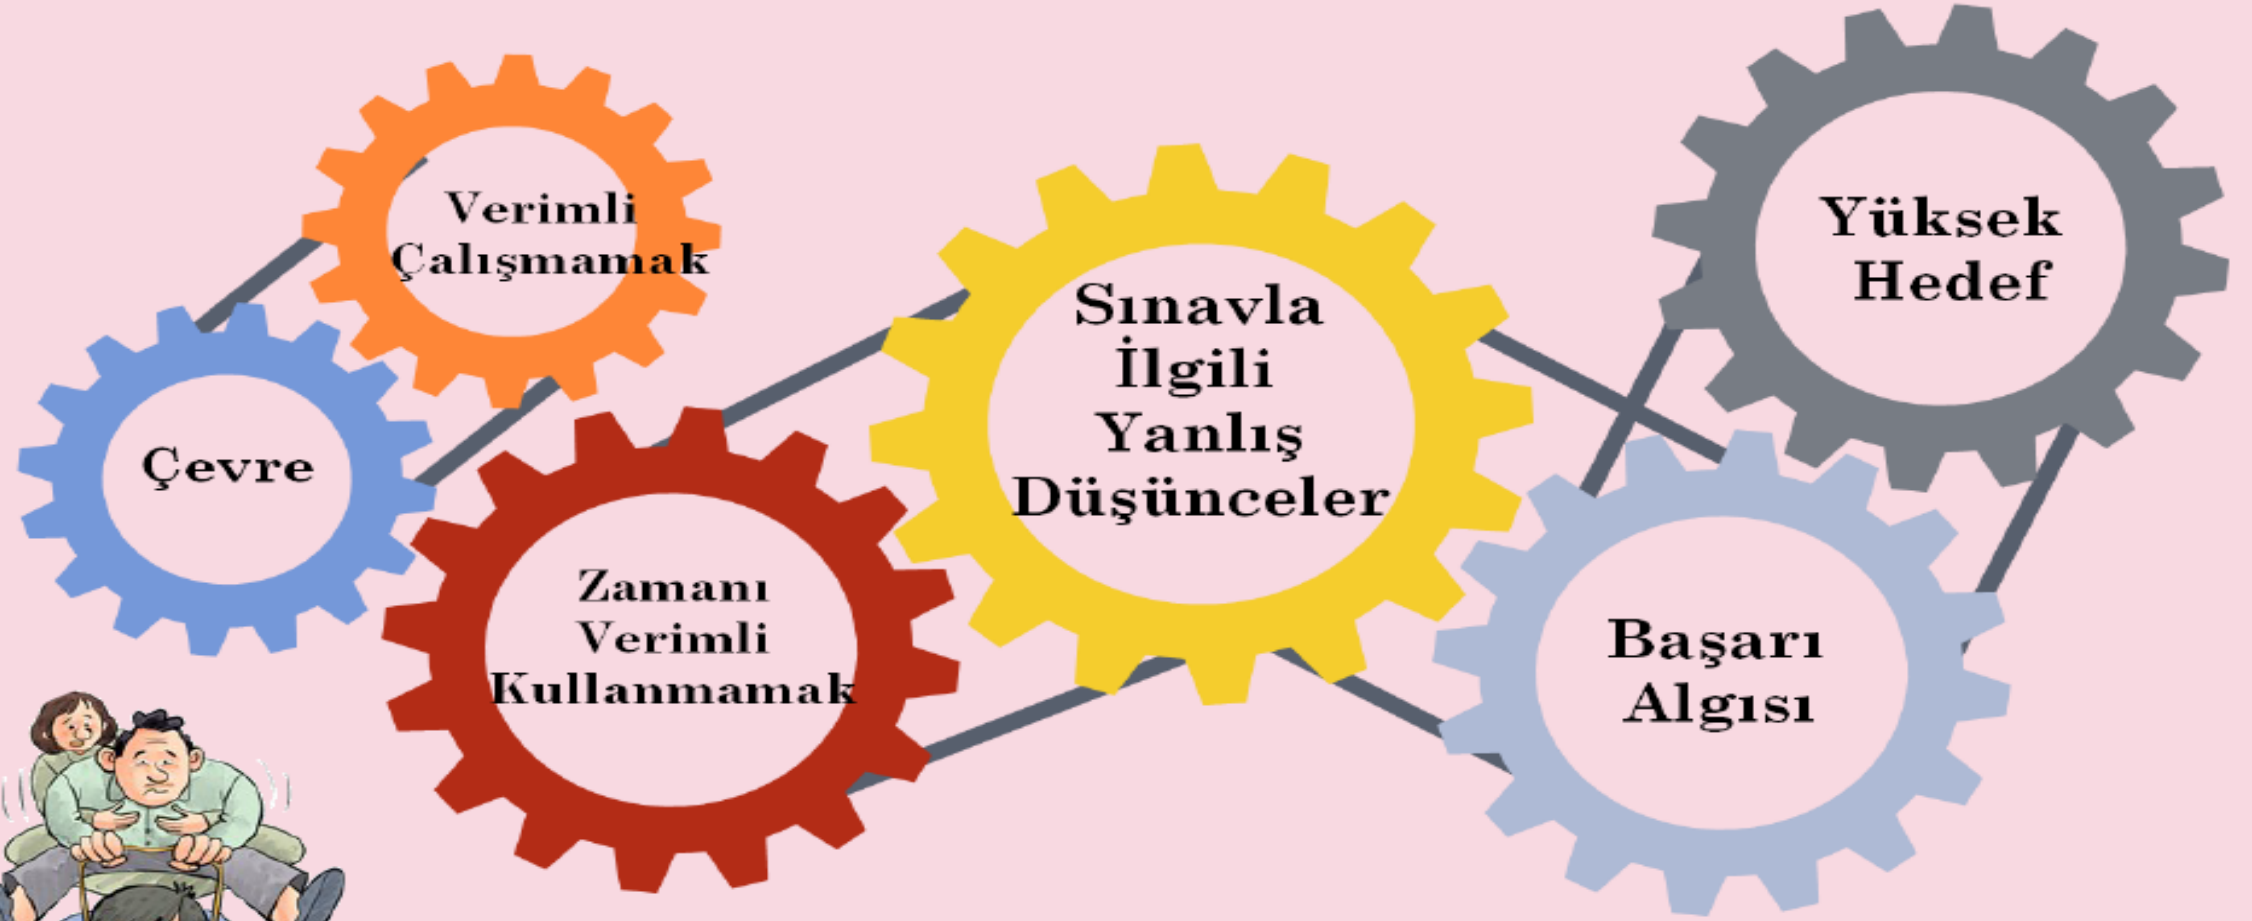 Verimli
Çalışmamak
Çevre
Zamanı
Verimli
Kullanmamak
Sınavla
İlgili
Yanlış
Düşünceler
Yüksek
Hedef
Başarı
Algısı